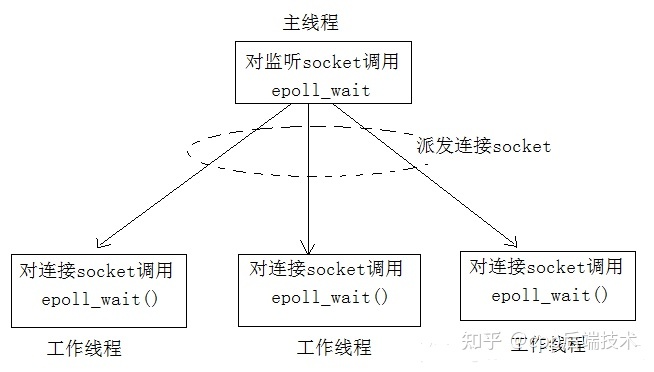 主线程
对监听socket调用
epoll_wait
派发连接socket
对连接socket调用
epoll_wait()
对连接socket调用
epoll_wait()
对连接socket调用
epoll_wait()
工作线程
工作线程
工作线程
知乎
后端技术